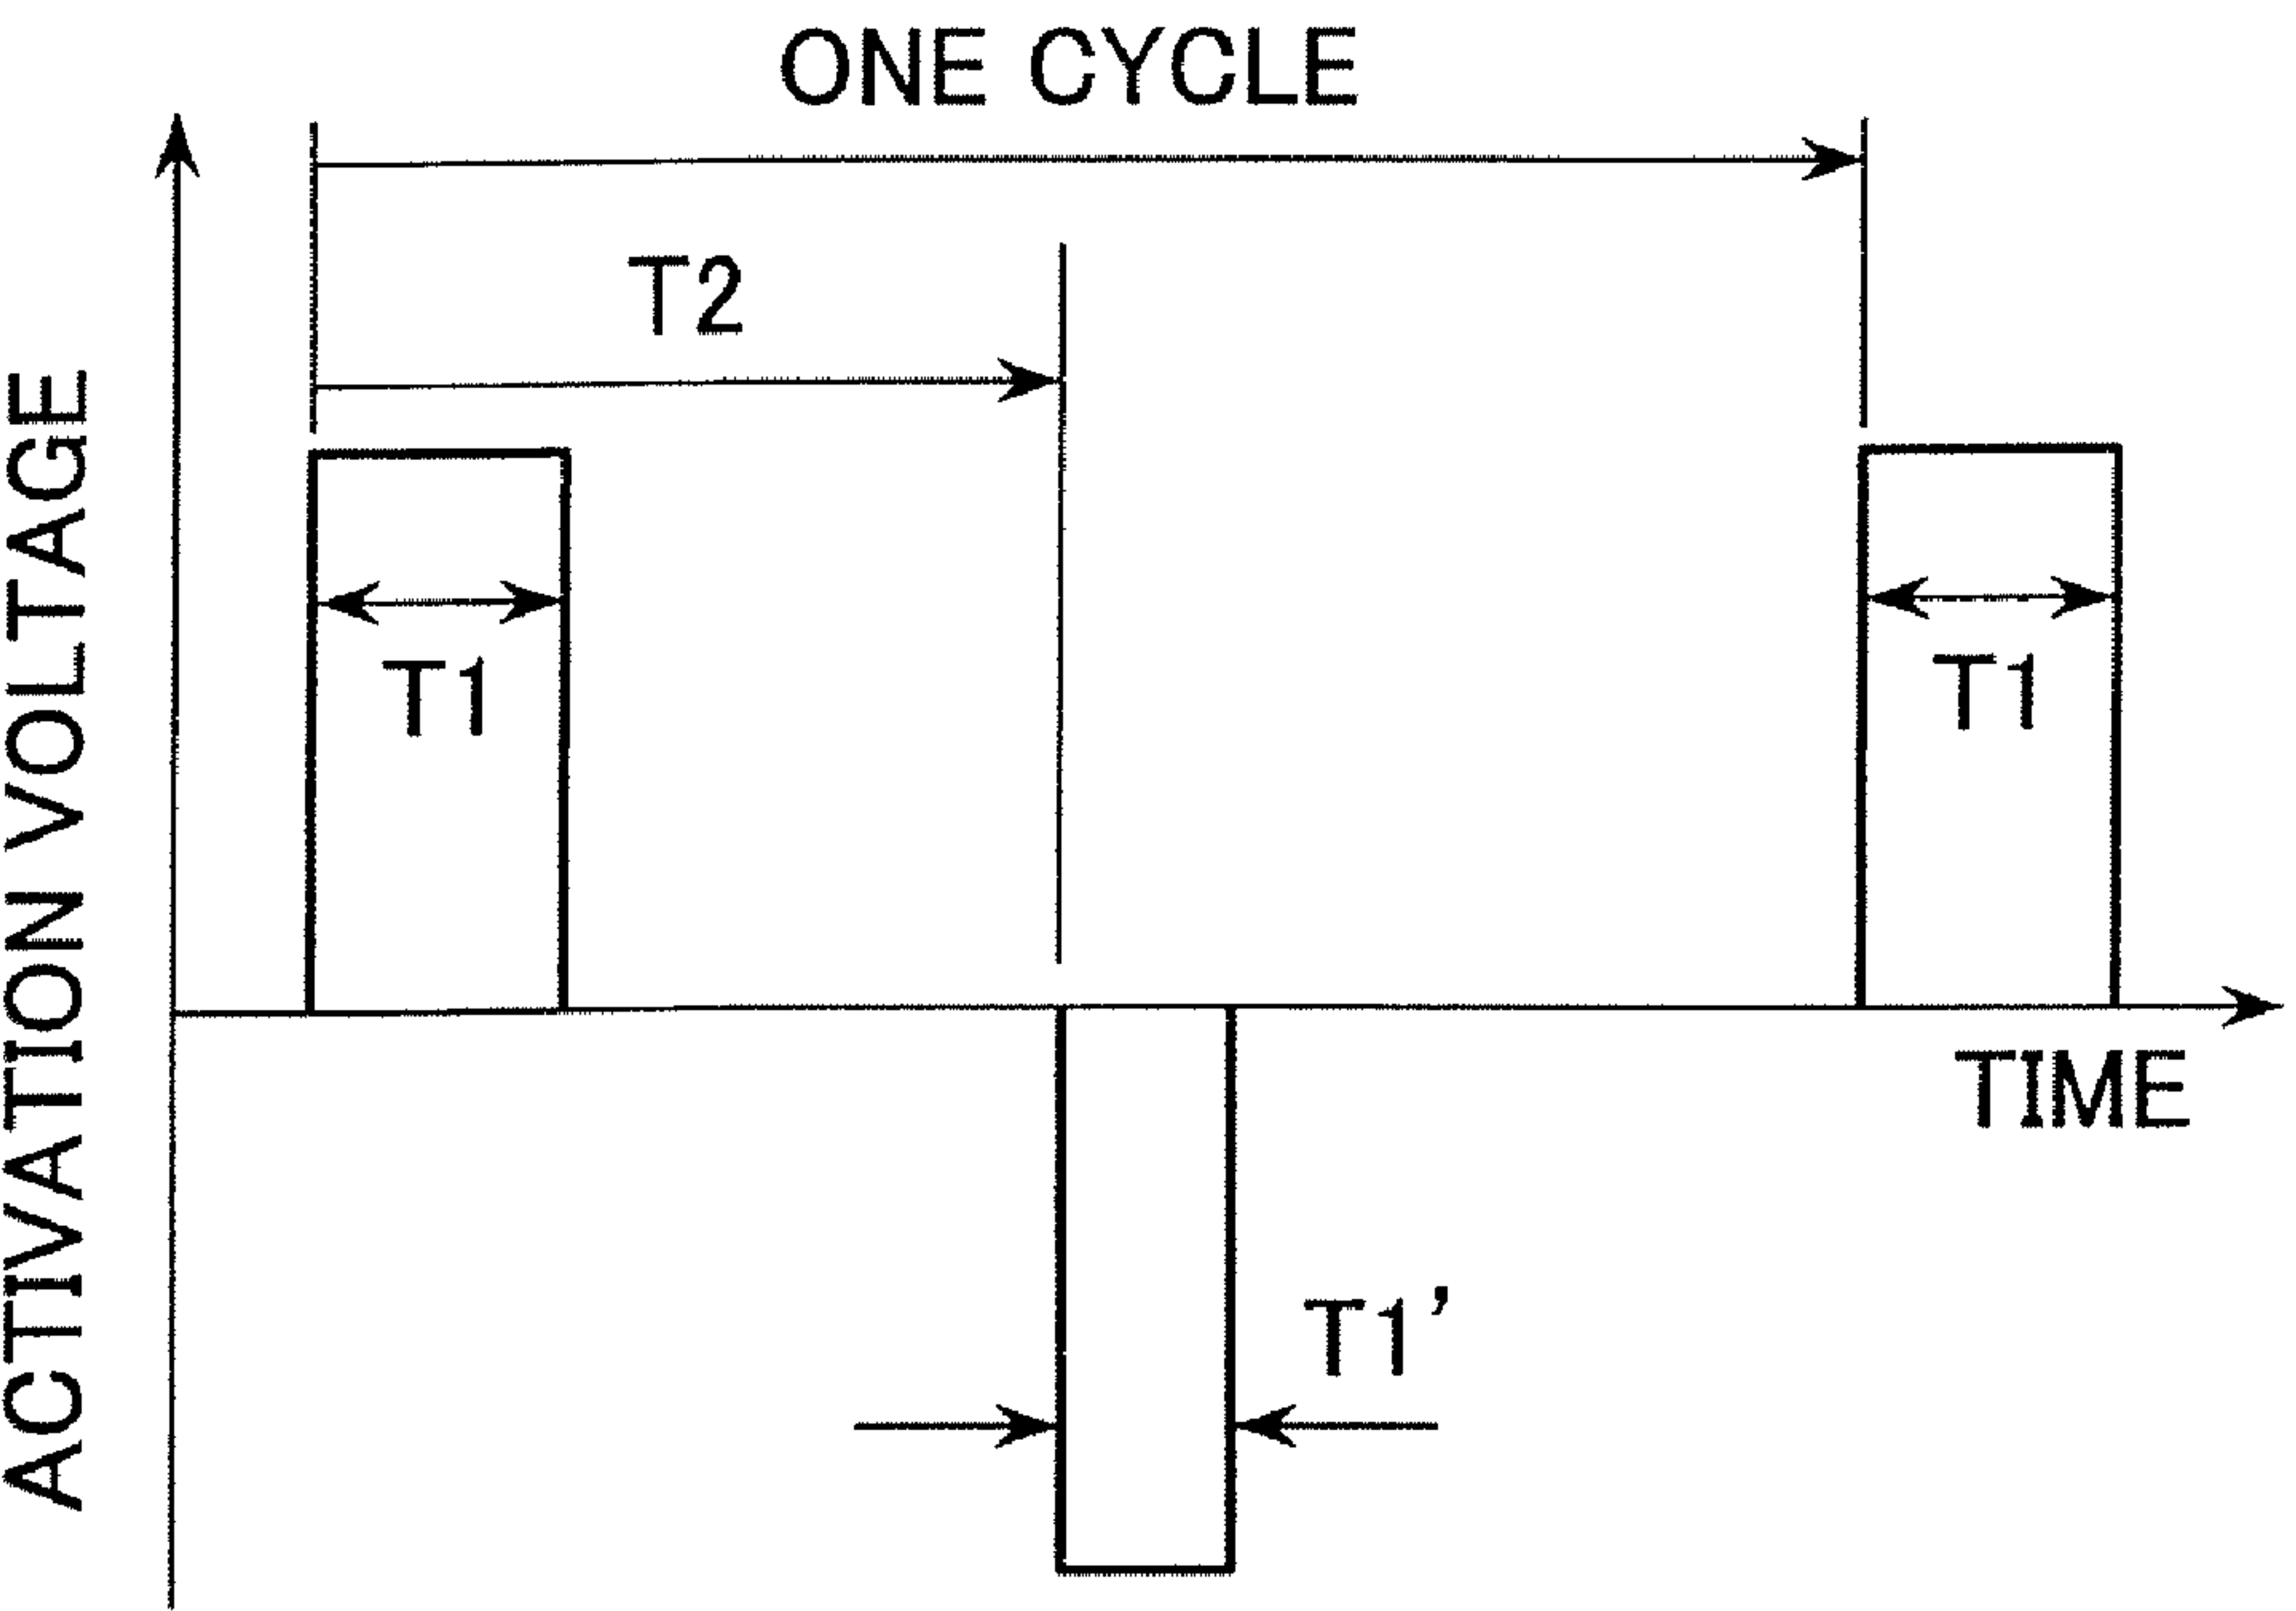 ONE CYCLE
T2
ACTIVATION VOLTAGE
T1
T1
TIME
T1’